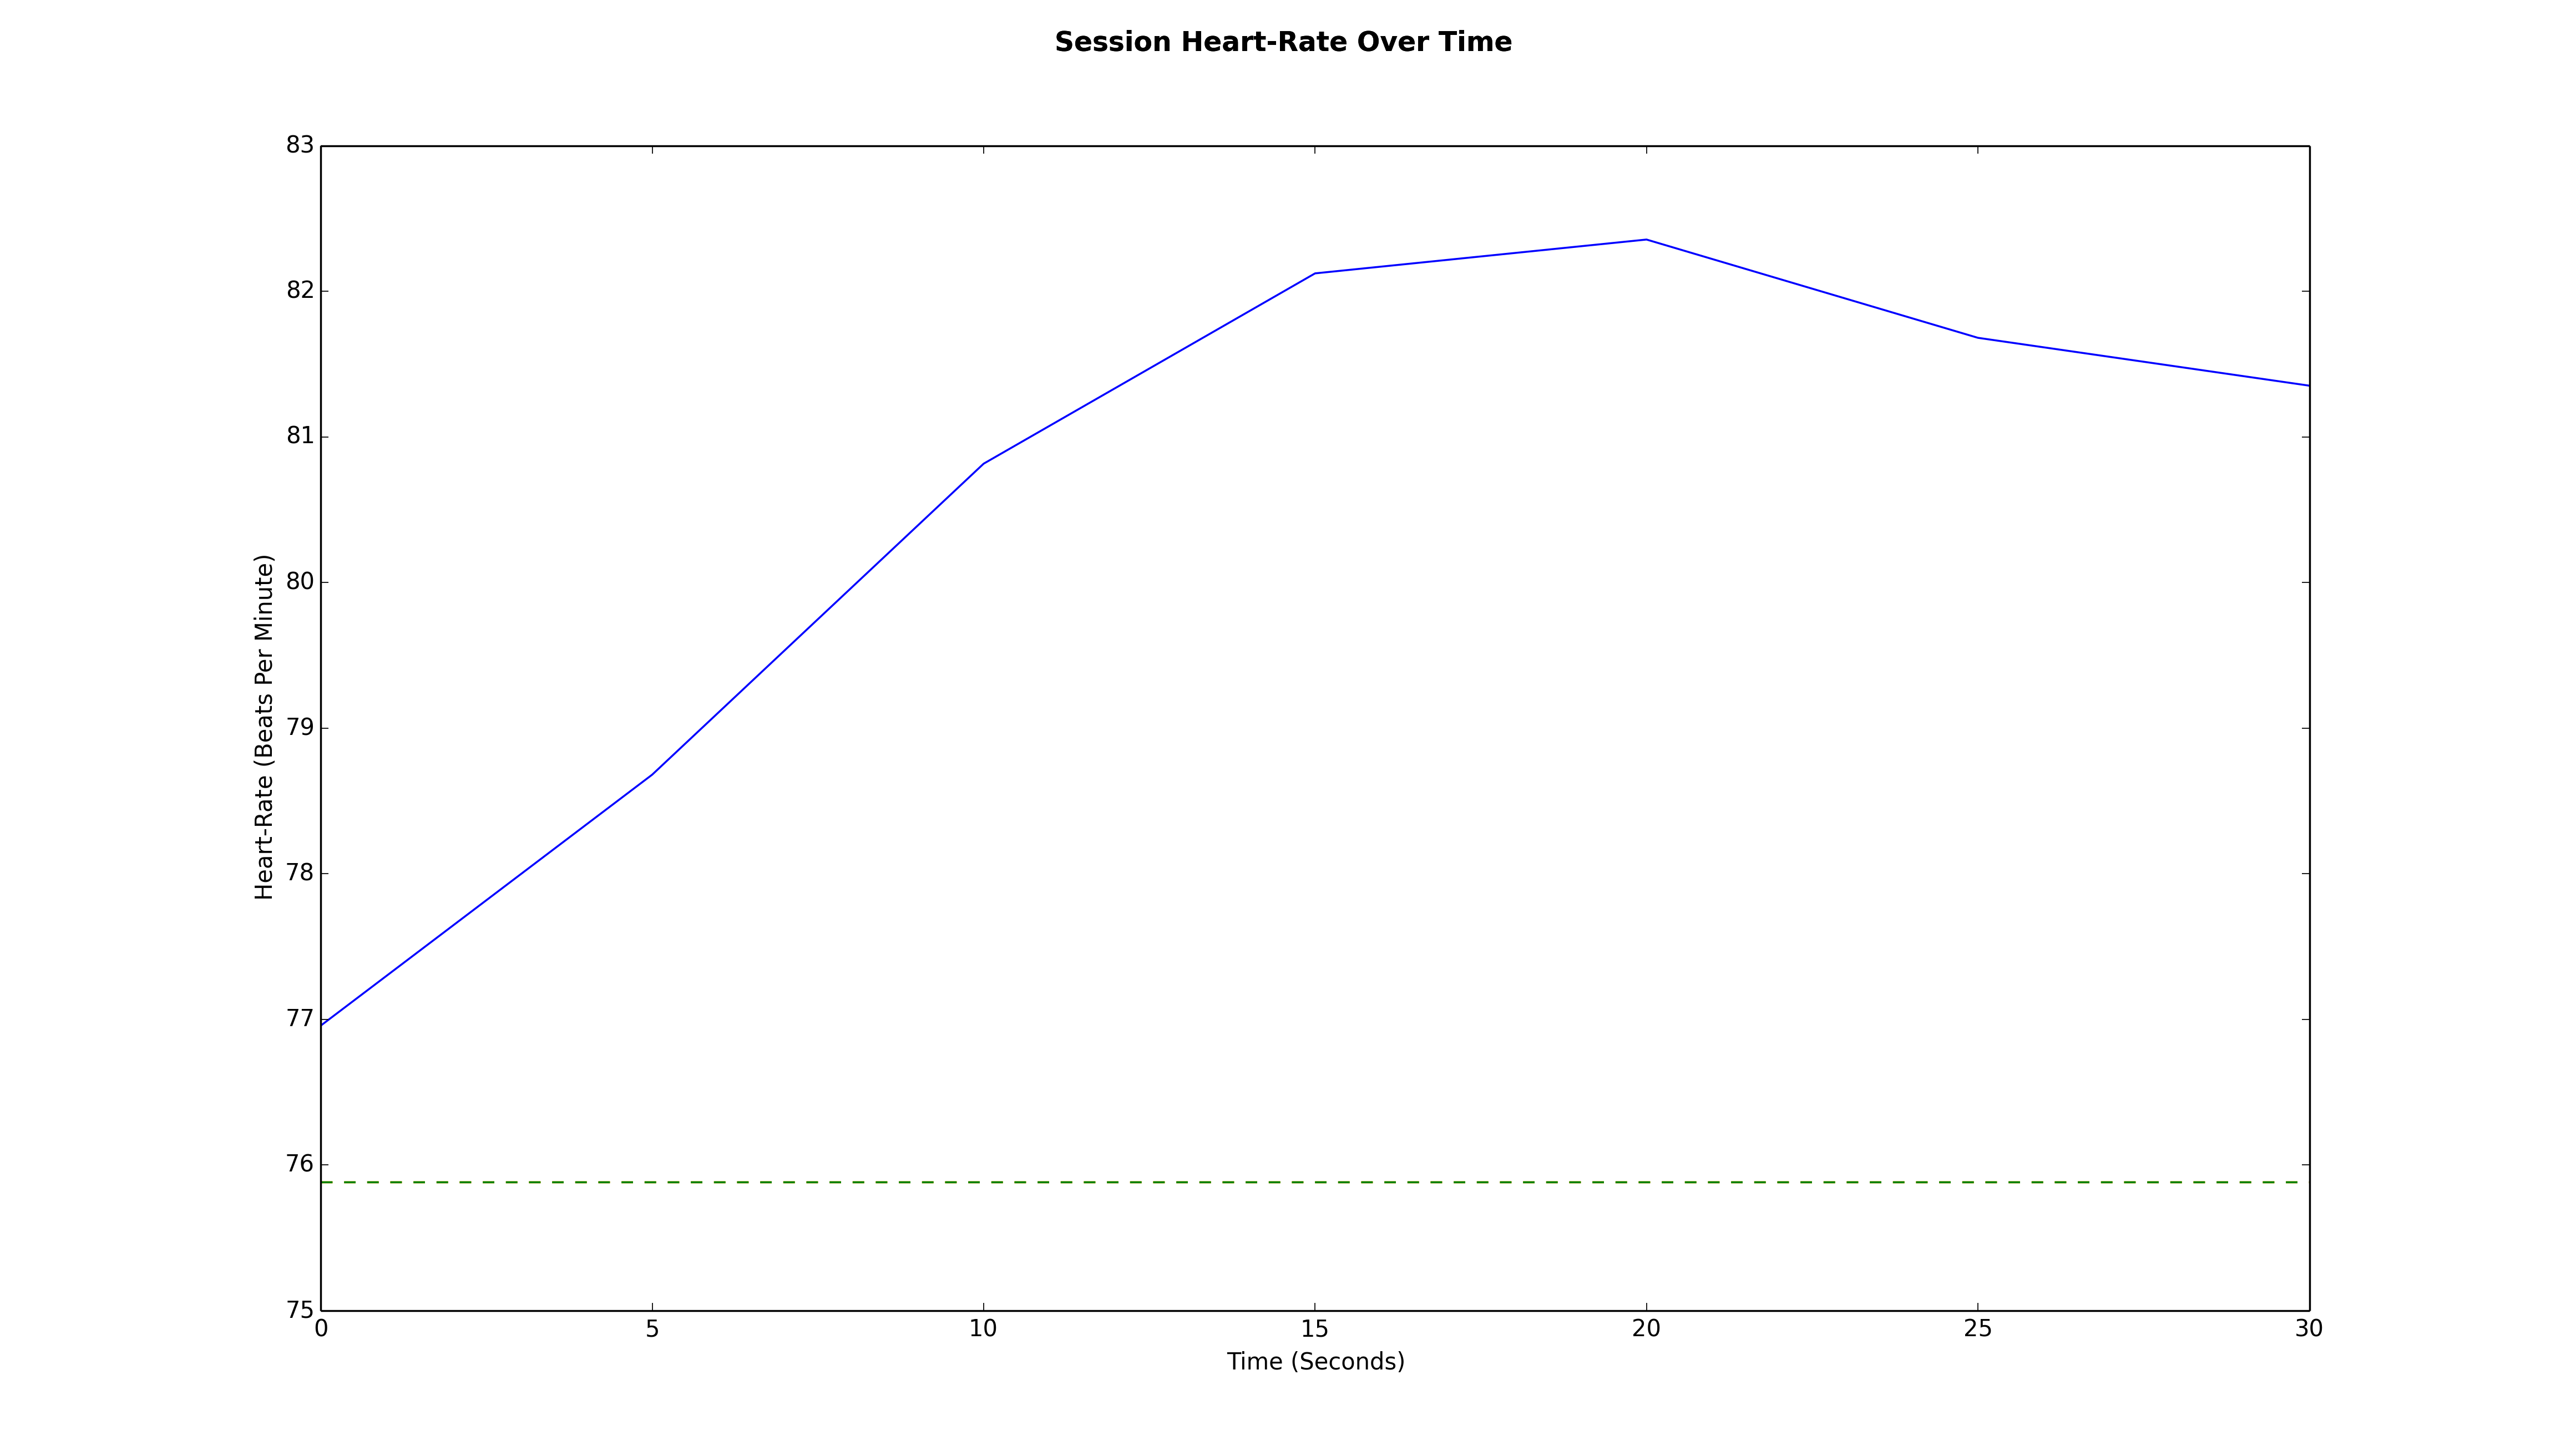 Session Heart-Rate Over Time
83
82
81
80
79
78
77
76
75
Heart-Rate (Beats Per Minute)
0 5 10 15 20 25 30
Time (Seconds)